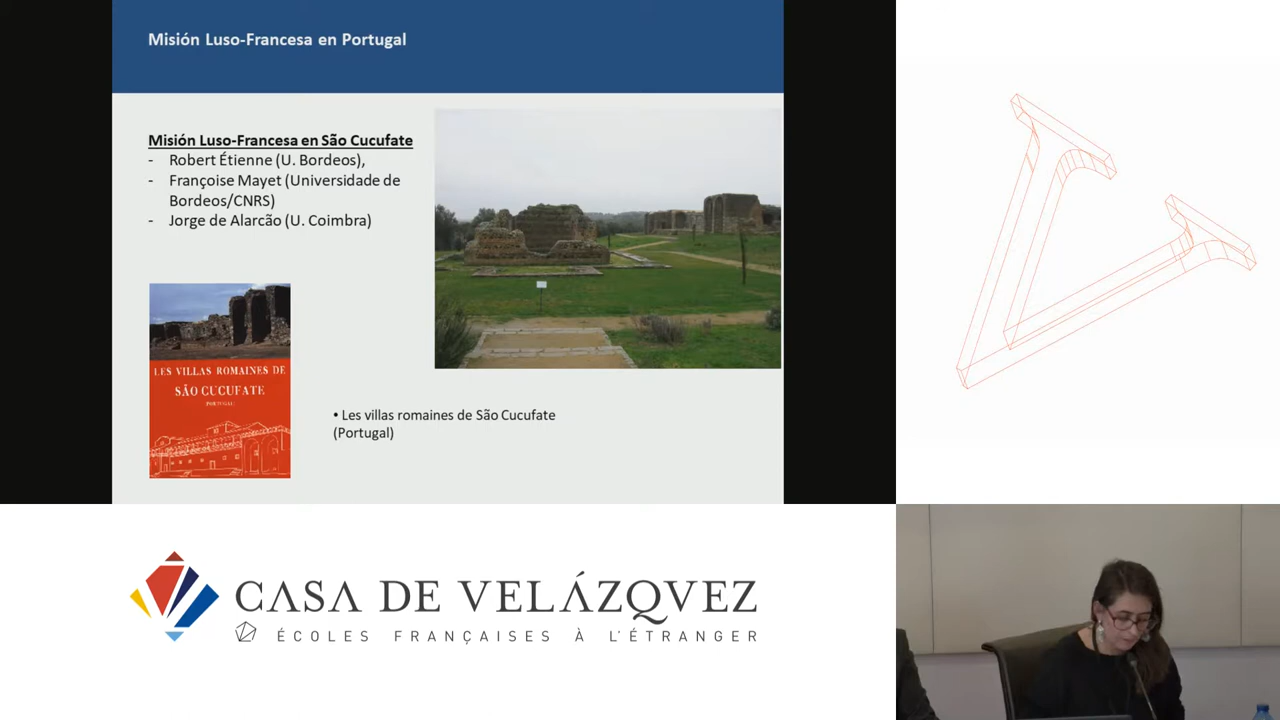 Misión Luso-Francesa en Portugal
Misión Luso-Francesa en São Cucufate
- Robert Étienne (U. Bordeos),
- Françoise Mayet (Universidade de
Bordeos/CNRS)
- Jorge de Alarcão (U. Coimbra)
LES VILLAS ROMAINES DE
SÃO CUCUFATE
(PORTUGAL)
• Les villas romaines de São Cucufate
(Portugal)
CASA DE VELÁZQVEZ
ÉCOLES FRANÇAISES À L'ÉTRANGER